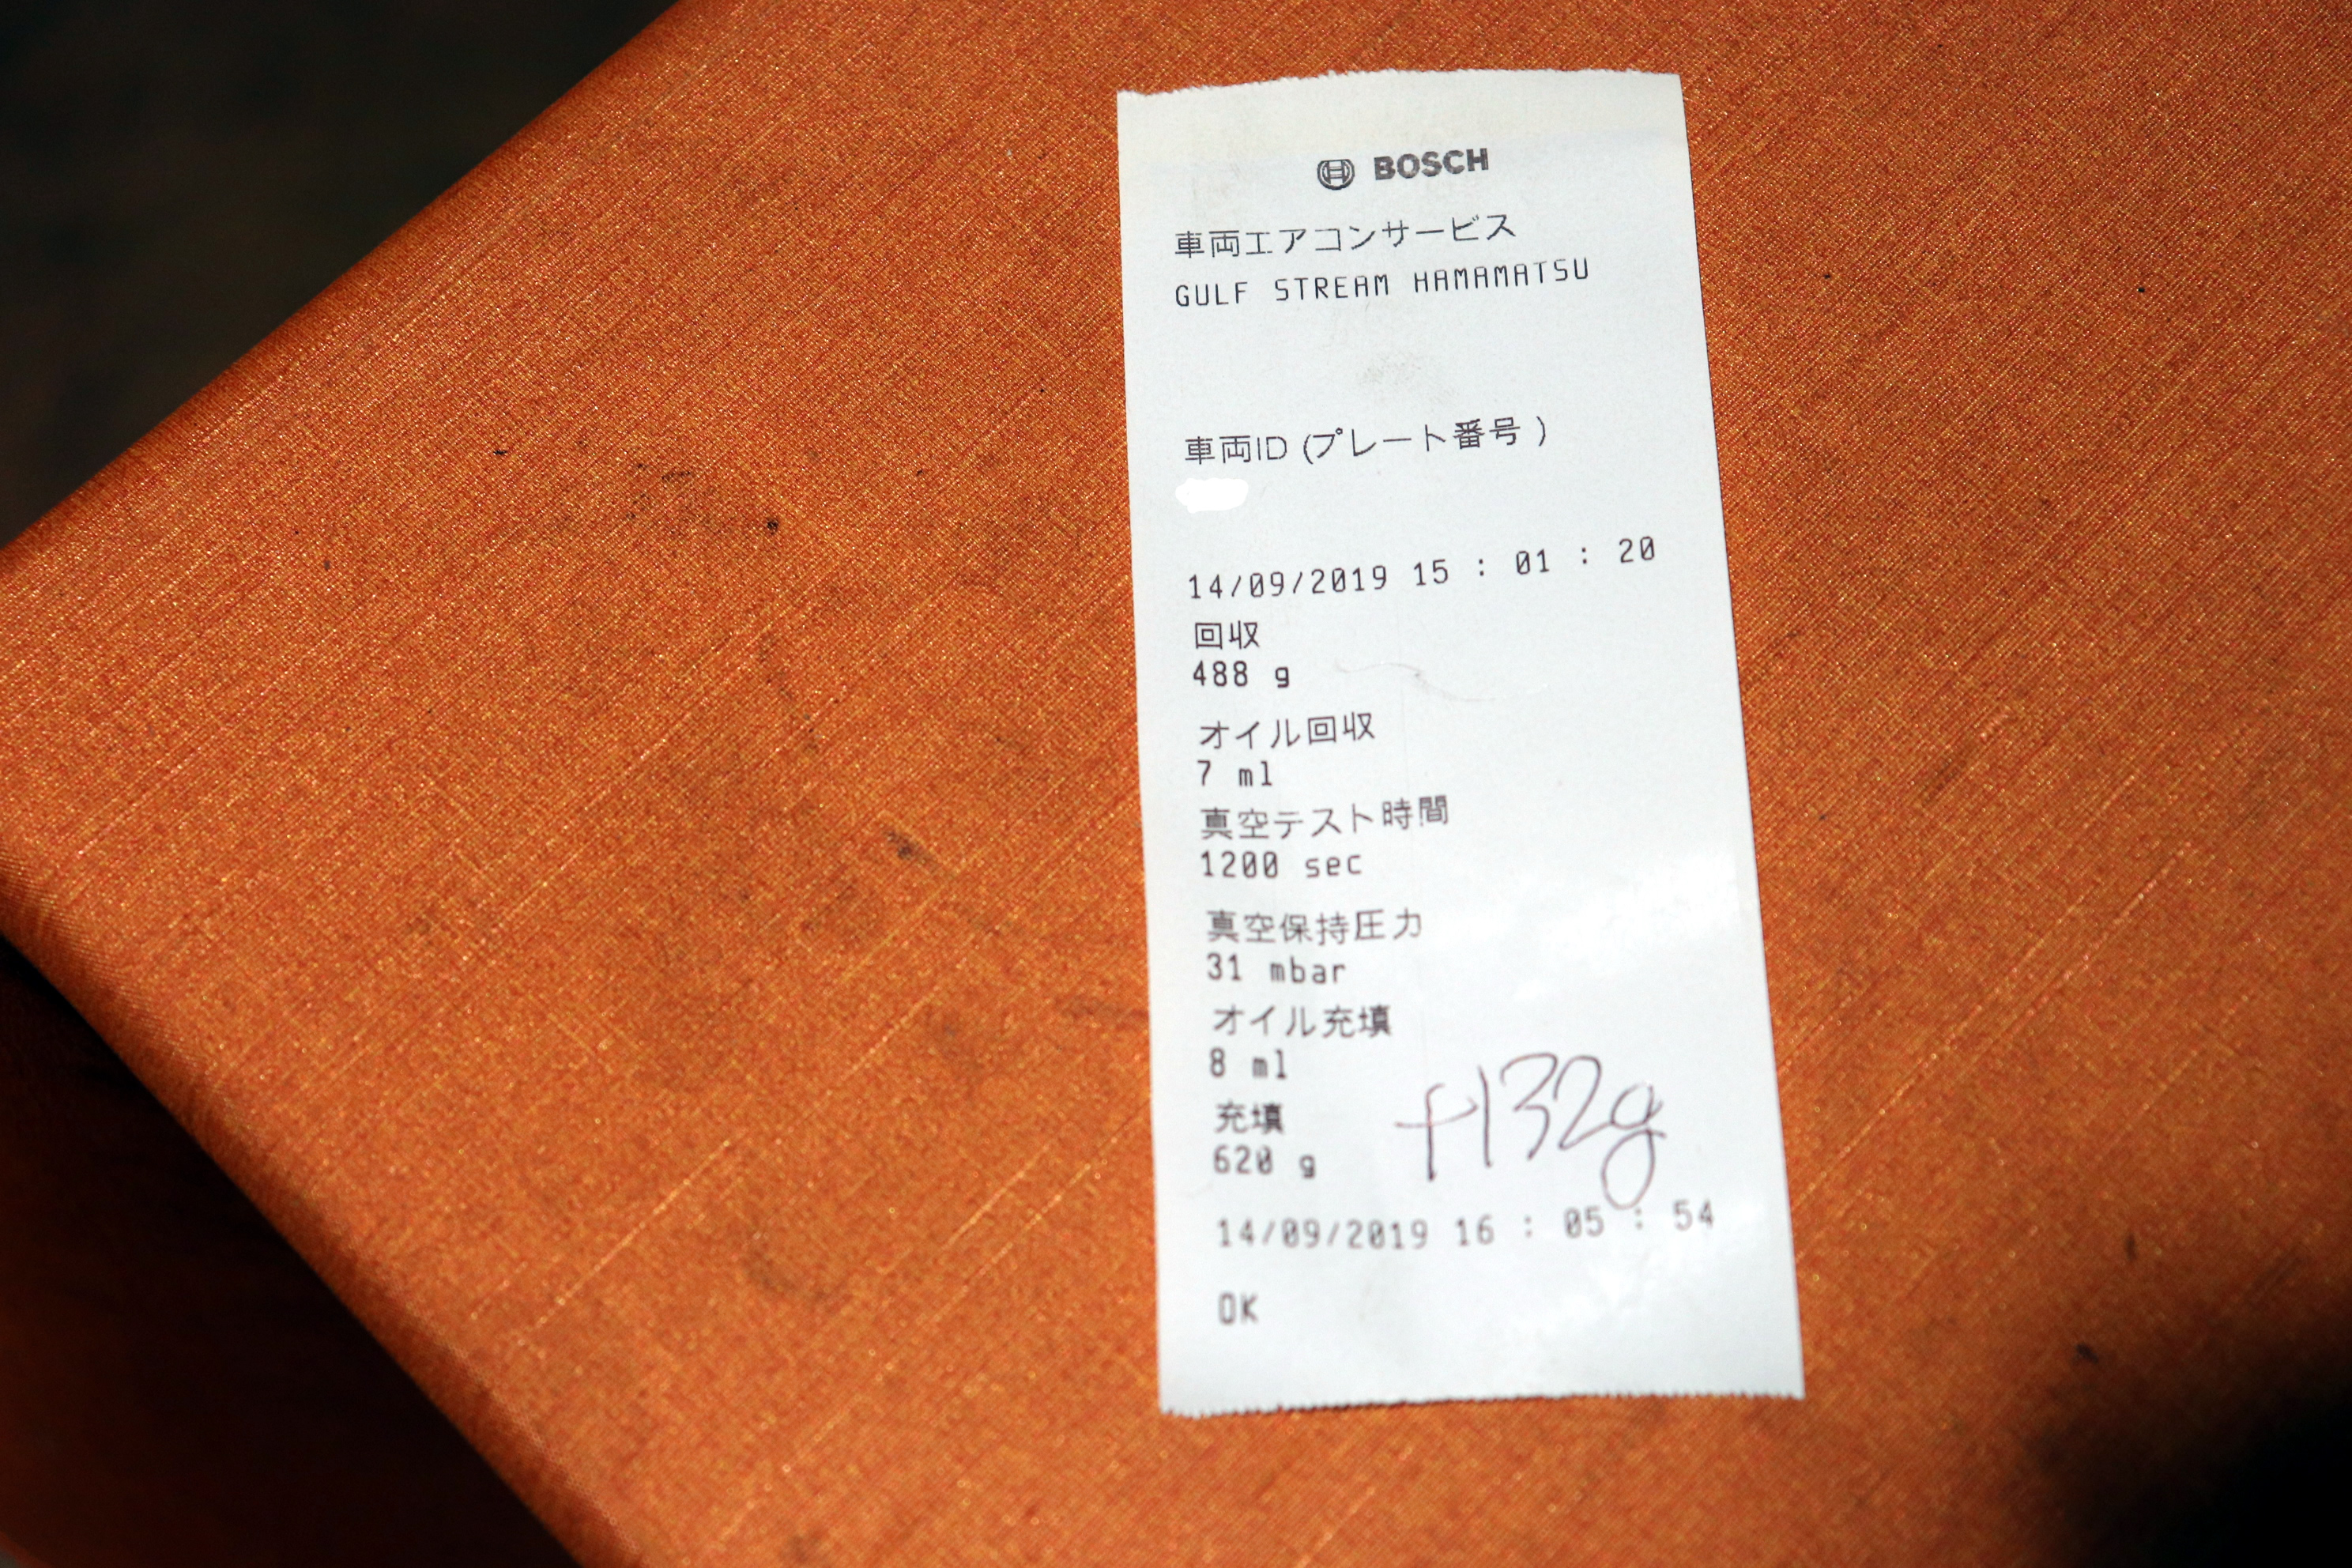 BOSCH
車両エアコンサービス
GULF STREAM HAMAMATSU
車両ID (プレート番号 )
14/09/2019 15 : 01 : 20
回収
488 g
オイル回収
7 ml
真空テスト時間
1200 sec
真空保持圧力
31 mbar
オイル充填
8 ml
充填
620 g
+132g
14/09/2019 16 : 05 : 54
OK